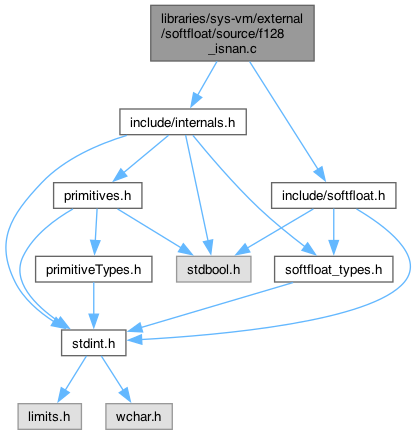 libraries/sys-vm/external
/softfloat/source/f128
_isnan.c
include/internals.h
primitives.h
include/softfloat.h
primitiveTypes.h
stdbool.h
softfloat_types.h
stdint.h
limits.h
wchar.h